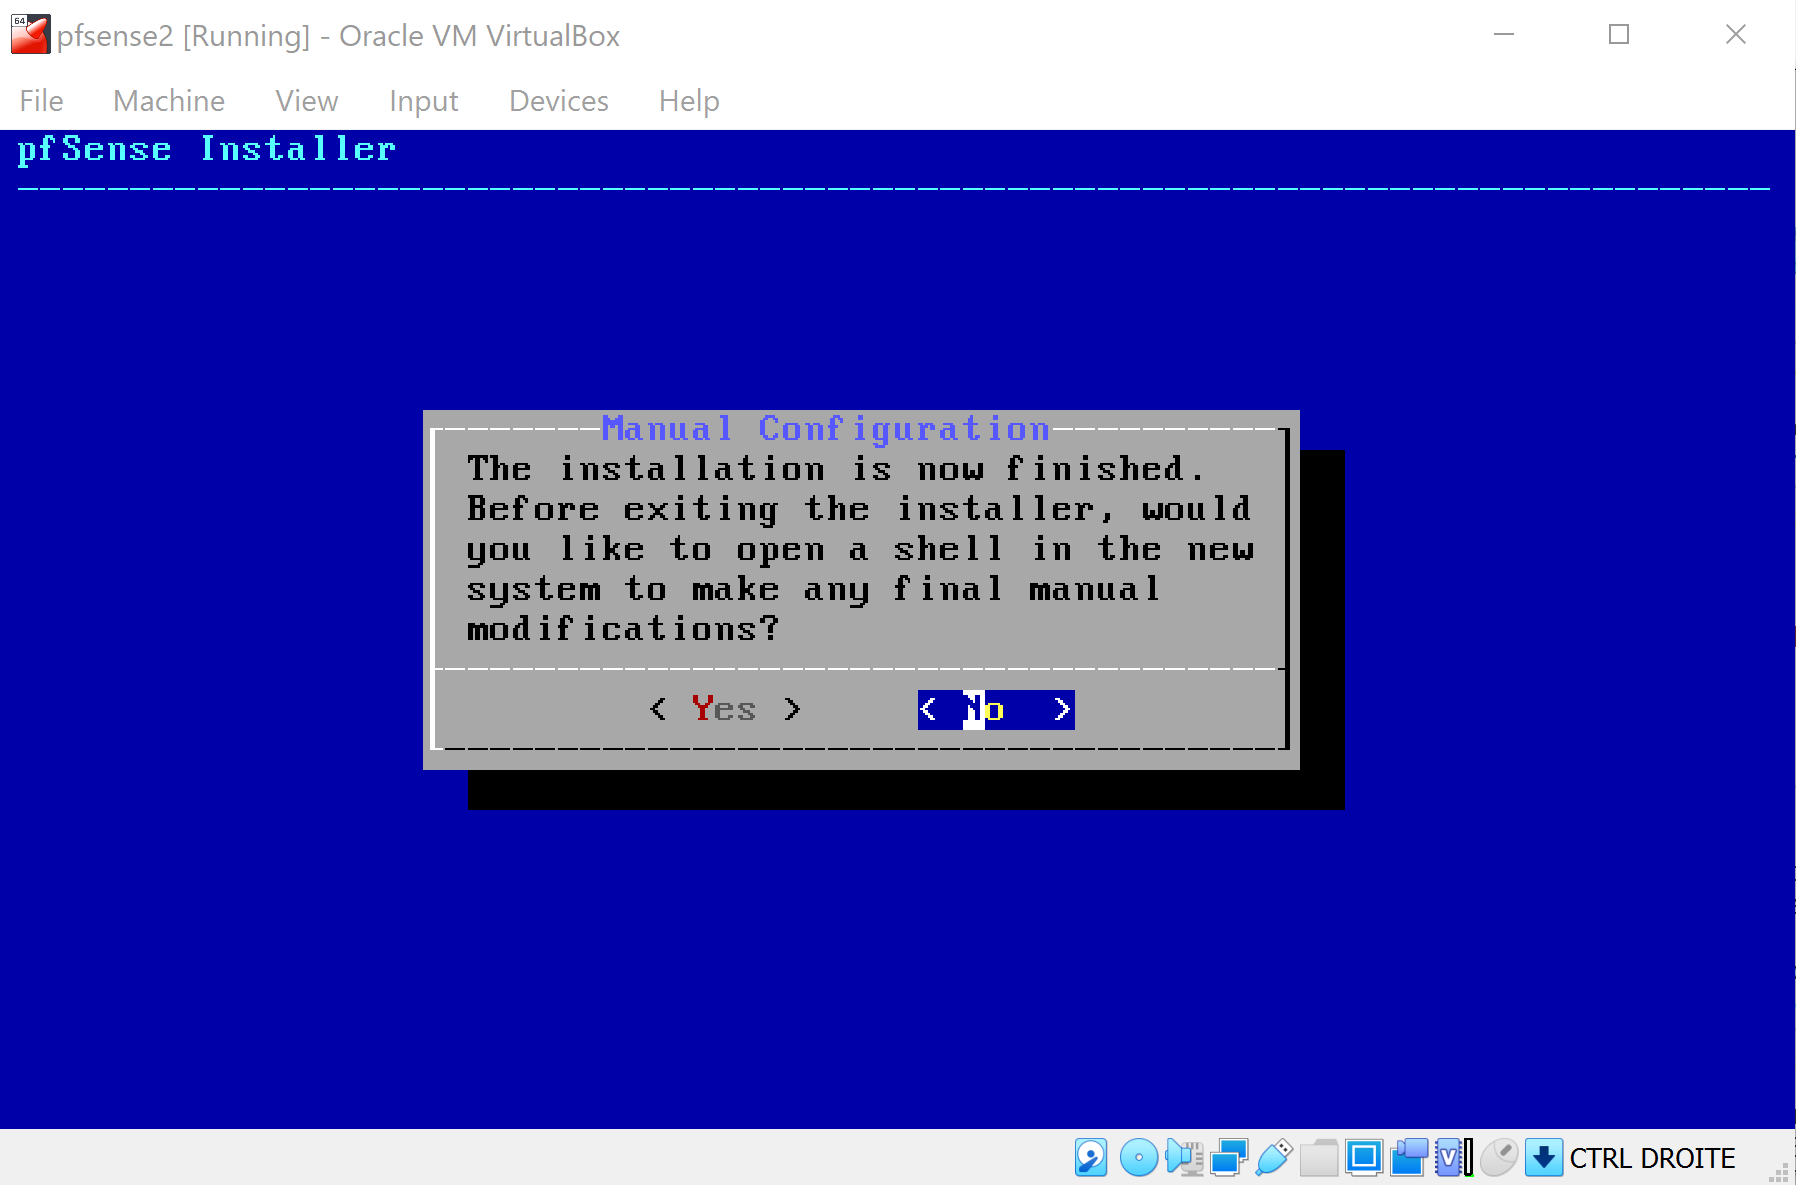 64
pfsense2 [Running] - Oracle VM VirtualBox
File Machine View Input Devices Help
pfSense Installer
Manual Configuration
The installation is now finished.
Before exiting the installer, would
you like to open a shell in the new
system to make any final manual
modifications?
< Yes > < No >
V
CTRL DROITE